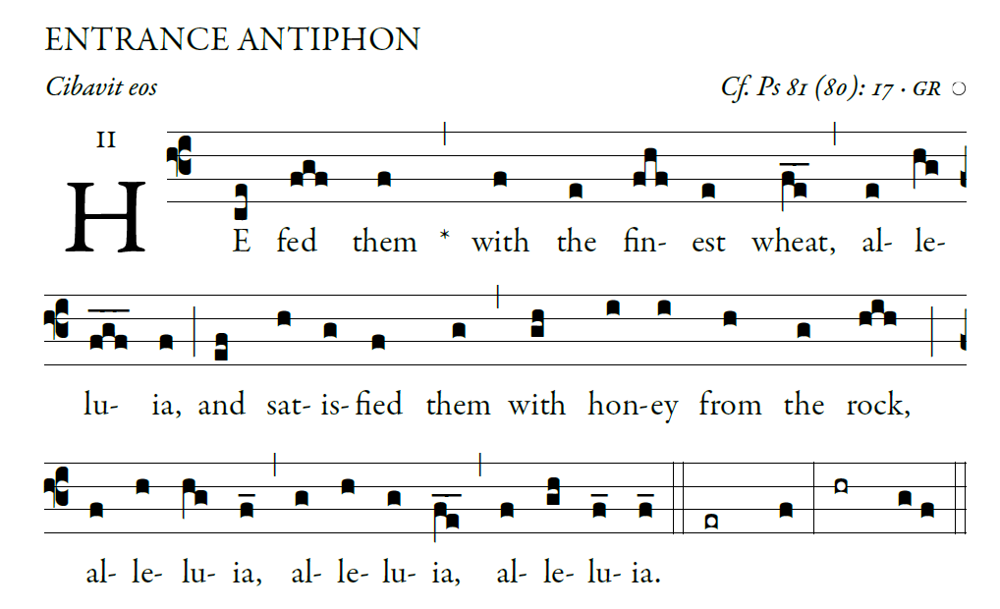 ENTRANCE ANTIPHON
Cibavit eos Cf. Ps 81 (80): 17 · GR
II
HE fed them * with the fin- est wheat, al- le-
lu- ia, and sat- is- fied them with hon- ey from the rock,
al- le- lu- ia, al- le- lu- ia, al- le- lu- ia.